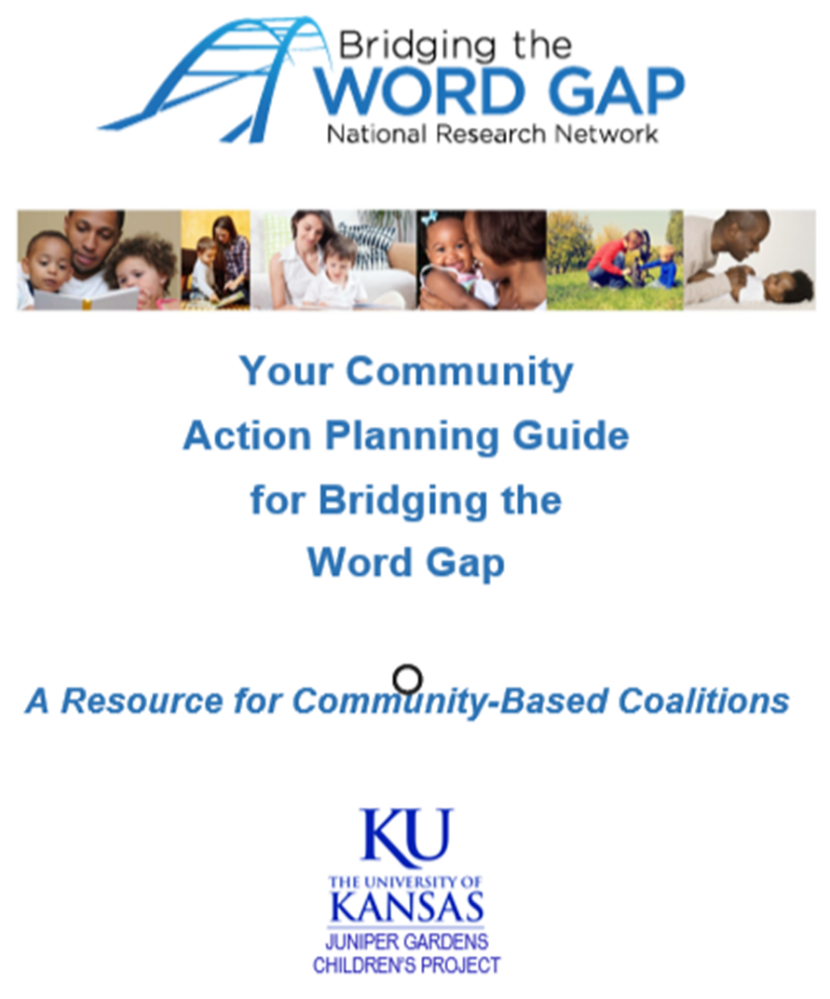 Bridging the
WORD GAP
National Research Network
Your Community
Action Planning Guide
for Bridging the
Word Gap
A Resource for Community-Based Coalitions
KU
THE UNIVERSITY OF
KANSAS
JUNIPER GARDENS
CHILDREN'S PROJECT